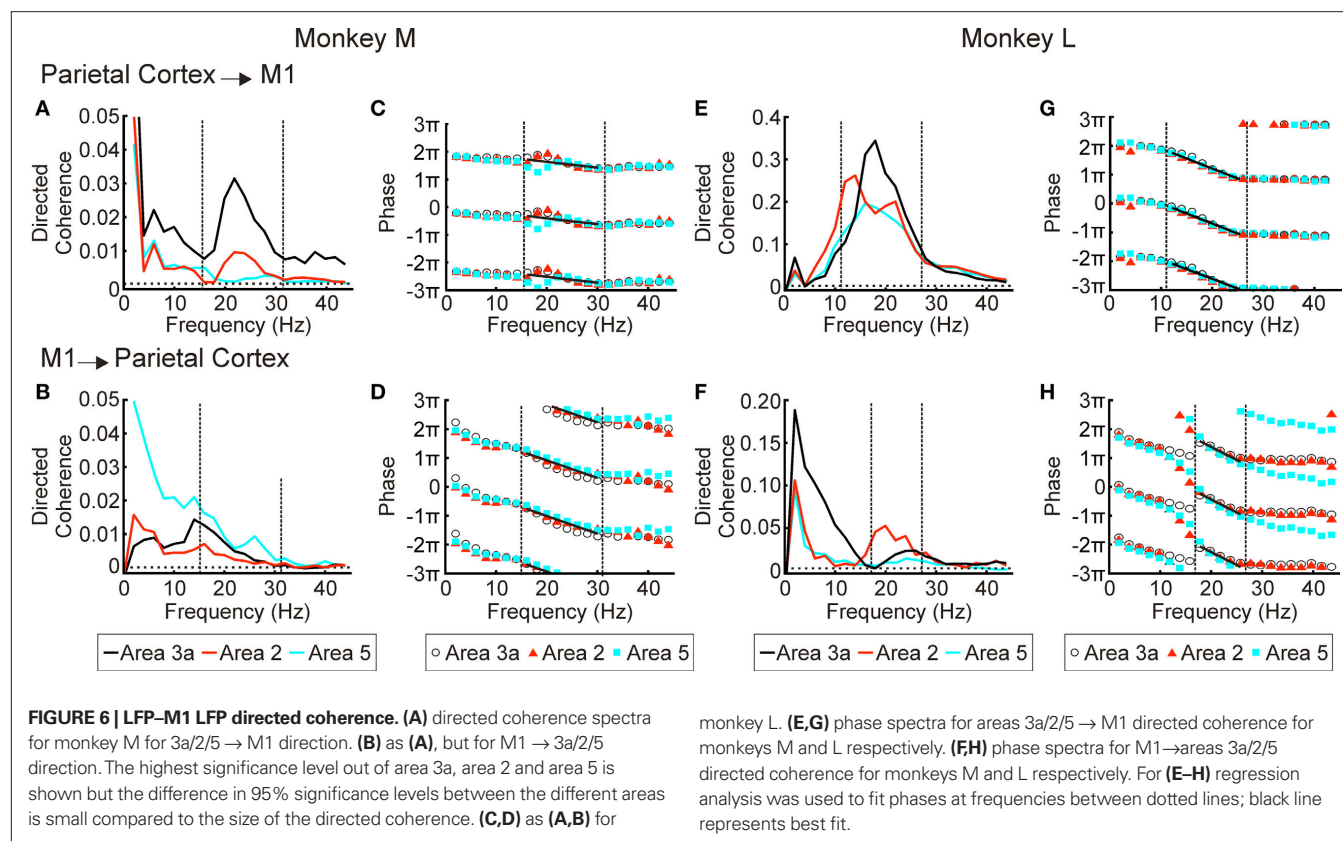 Monkey M
Monkey L
Parietal Cortex → M1
A
0.05
0.04
0.03
0.02
0.01
0
Directed
Coherence
0 10 20 30 40
Frequency (Hz)
C
3π
2π
1π
0
-1π
-2π
-3π
Phase
0 10 20 30 40
Frequency (Hz)
E
0.4
0.3
0.2
0.1
0
Directed
Coherence
0 10 20 30 40
Frequency (Hz)
G
3π
2π
1π
0
-1π
-2π
-3π
Phase
0 20 40
Frequency (Hz)
M1 → Parietal Cortex
B
0.05
0.04
0.03
0.02
0.01
0
Directed
Coherence
0 10 20 30 40
Frequency (Hz)
D
3π
2π
1π
0
-1π
-2π
-3π
Phase
0 10 20 30 40
Frequency (Hz)
F
0.20
0.15
0.10
0.05
0
Directed
Coherence
0 10 20 30 40
Frequency (Hz)
H
3π
2π
1π
0
-1π
-2π
-3π
Phase
0 10 20 30 40
Frequency (Hz)
Area 3a Area 2 Area 5
Area 3a Area 2 Area 5
Area 3a Area 2 Area 5
Area 3a Area 2 Area 5
FIGURE 6 | LFP–M1 LFP directed coherence. (A) directed coherence spectra
for monkey M for 3a/2/5 → M1 direction. (B) as (A), but for M1 → 3a/2/5
direction. The highest significance level out of area 3a, area 2 and area 5 is
shown but the difference in 95% significance levels between the different areas
is small compared to the size of the directed coherence. (C,D) as (A,B) for
monkey L. (E,G) phase spectra for areas 3a/2/5 → M1 directed coherence for
monkeys M and L respectively. (F,H) phase spectra for M1→areas 3a/2/5
directed coherence for monkeys M and L respectively. For (E–H) regression
analysis was used to fit phases at frequencies between dotted lines; black line
represents best fit.